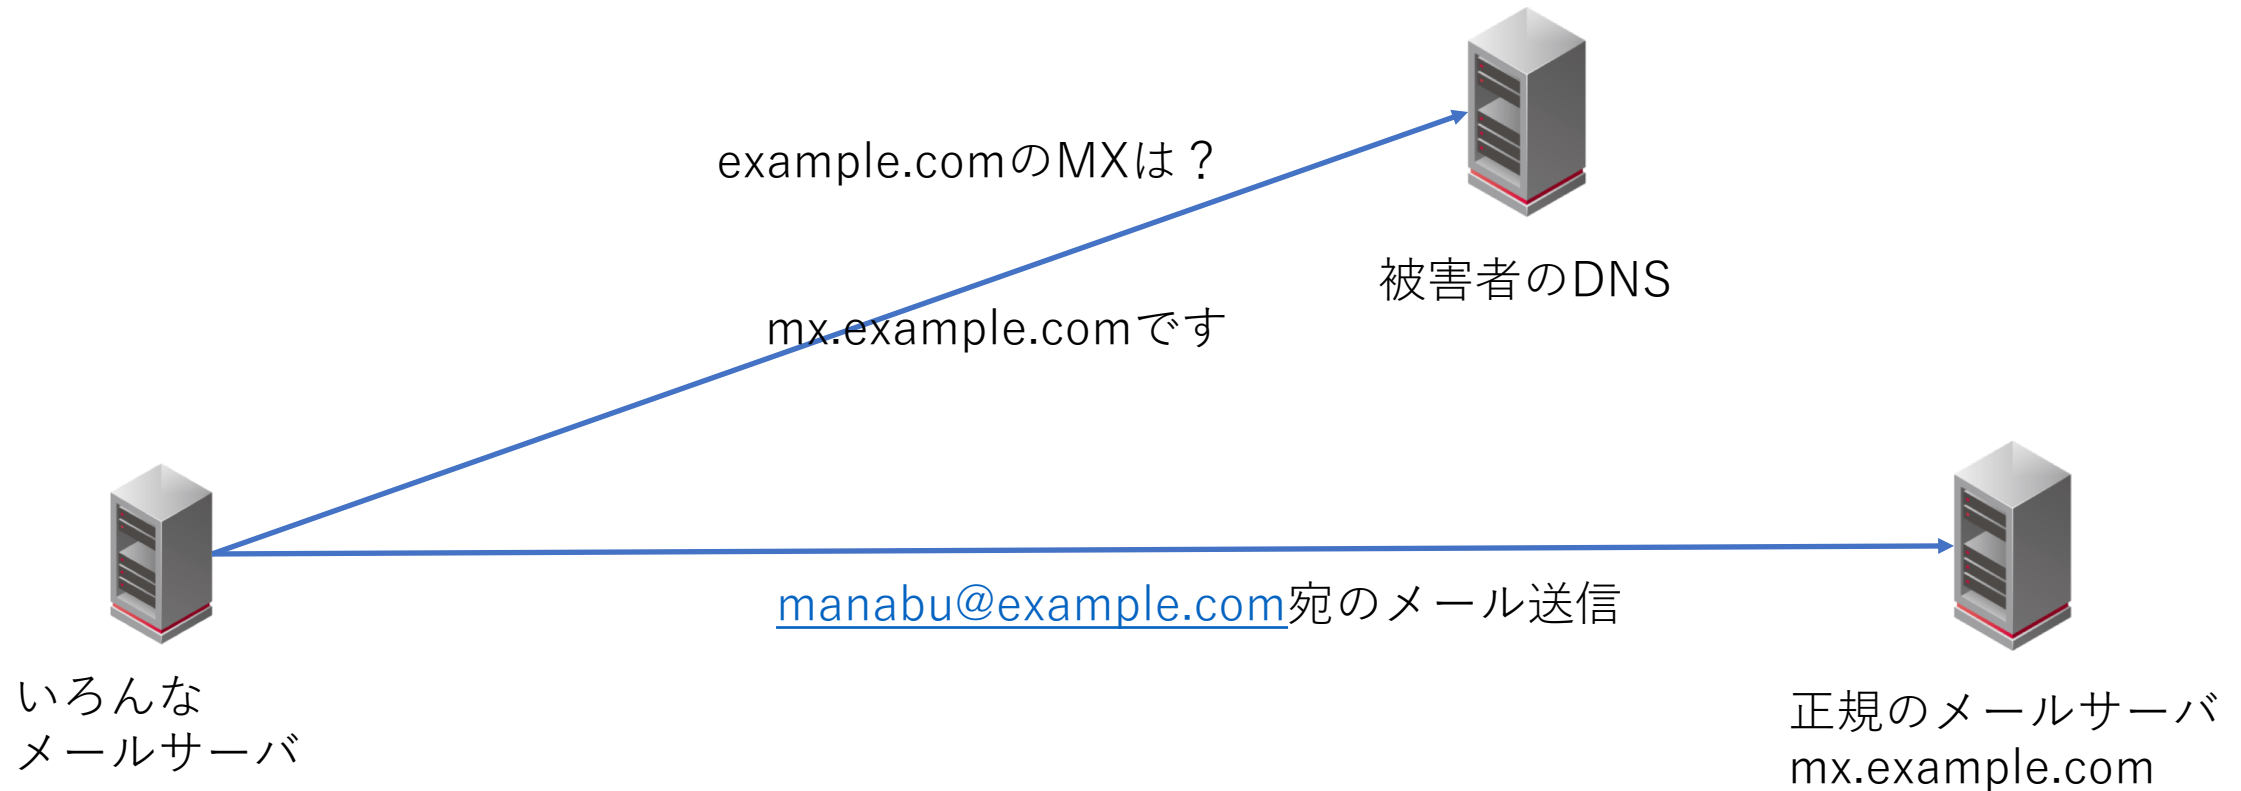 example.comのMXは？
被害者のDNS
mx.example.comです
manabu@example.com宛のメール送信
いろんな
メールサーバ
正規のメールサーバ
mx.example.com